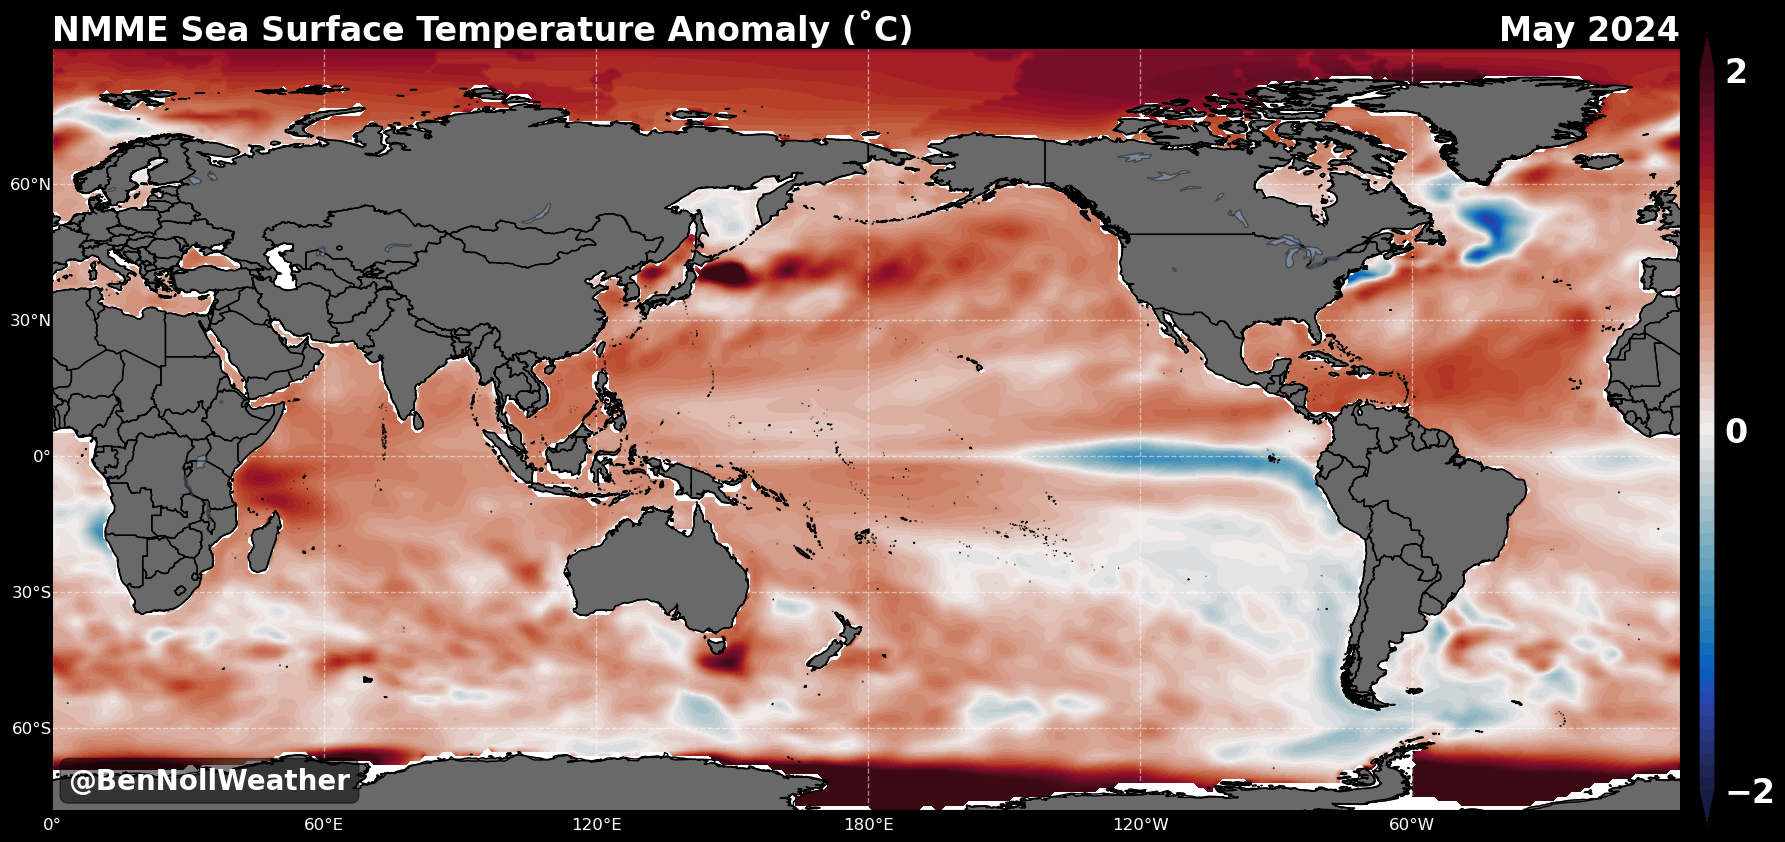 NMME Sea Surface Temperature Anomaly (˚C)
May 2024
2
0
−2
60°N
30°N
0°
30°S
60°S
@BenNollWeather
0°
60°E
120°E
180°E
120°W
60°W